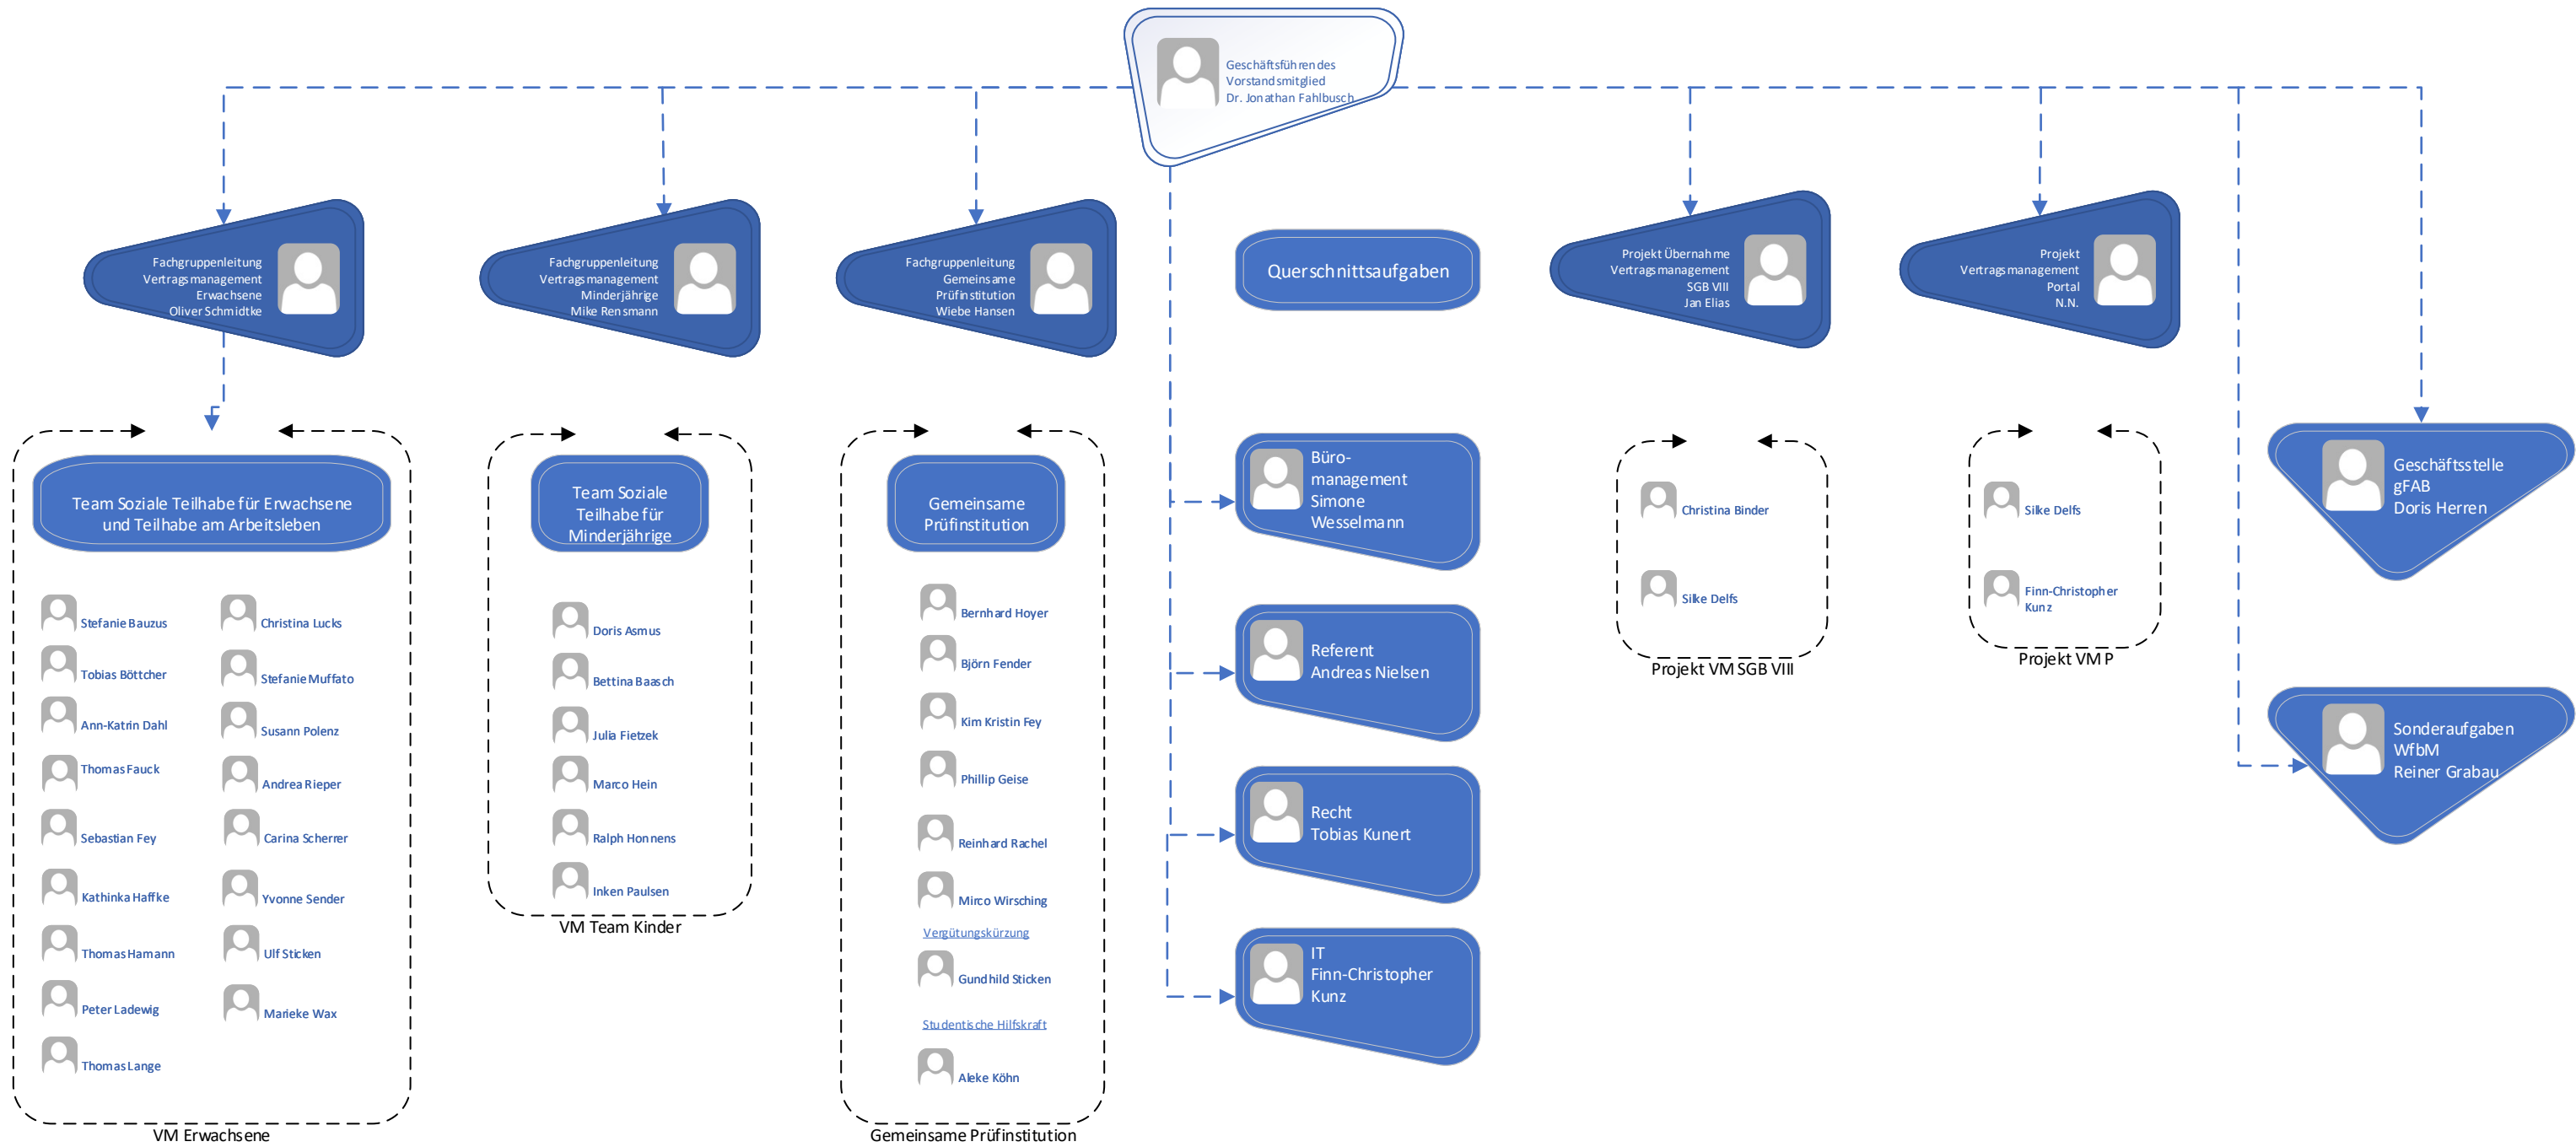 Geschäftsführendes
Vorstandsmitglied
Dr. Jonathan Fahlbusch
Fachgruppenleitung
Vertragsmanagement
Erwachsene
Oliver Schmidtke
Fachgruppenleitung
Vertragsmanagement
Minderjährige
Mike Rensmann
Fachgruppenleitung
Gemeinsame
Prüfinstitution
Wiebe Hansen
Querschnittsaufgaben
Projekt Übernahme
Vertragsmanagement
SGB VIII
Jan Elias
Projekt
Vertragsmanagement
Portal
N.N.
Team Soziale Teilhabe für Erwachsene
und Teilhabe am Arbeitsleben
Stefanie Bauzus
Tobias Böttcher
Ann-Katrin Dahl
Thomas Fauck
Sebastian Fey
Kathinka Haffke
Thomas Hamann
Peter Ladewig
Thomas Lange
Christina Lucks
Stefanie Muffato
Susann Polenz
Andrea Rieper
Carina Scherrer
Yvonne Sender
Ulf Sticken
Marieke Wax
VM Erwachsene
Team Soziale
Teilhabe für
Minderjährige
Doris Asmus
Bettina Baasch
Julia Fietzek
Marco Hein
Ralph Honnens
Inken Paulsen
VM Team Kinder
Gemeinsame
Prüfinstitution
Bernhard Hoyer
Björn Fender
Kim Kristin Fey
Phillip Geise
Reinhard Rachel
Mirco Wirsching
Vergütungskürzung
Gundhild Sticken
Studentische Hilfskraft
Aleke Köhn
Gemeinsame Prüfinstitution
Büro-
management
Simone
Wesselmann
Referent
Andreas Nielsen
Recht
Tobias Kunert
IT
Finn-Christopher
Kunz
Christina Binder
Silke Delfs
Projekt VM SGB VIII
Silke Delfs
Finn-Christopher
Kunz
Projekt VM P
Geschäftsstelle
gFAB
Doris Herren
Sonderaufgaben
WfbM
Reiner Grabau